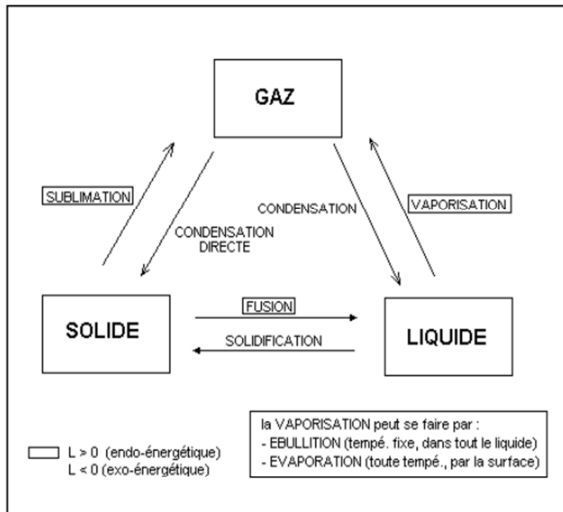 GAZ
SUBLIMATION
CONDENSATION
DIRECTE
CONDENSATION
VAPORISATION
SOLIDE
FUSION
SOLIDIFICATION
LIQUIDE
L > 0 (endo-énergétique)
L < 0 (exo-énergétique)
la VAPORISATION peut se faire par :
- EBULLITION (tempé. fixe, dans tout le liquide)
- EVAPORATION (toute tempé., par la surface)